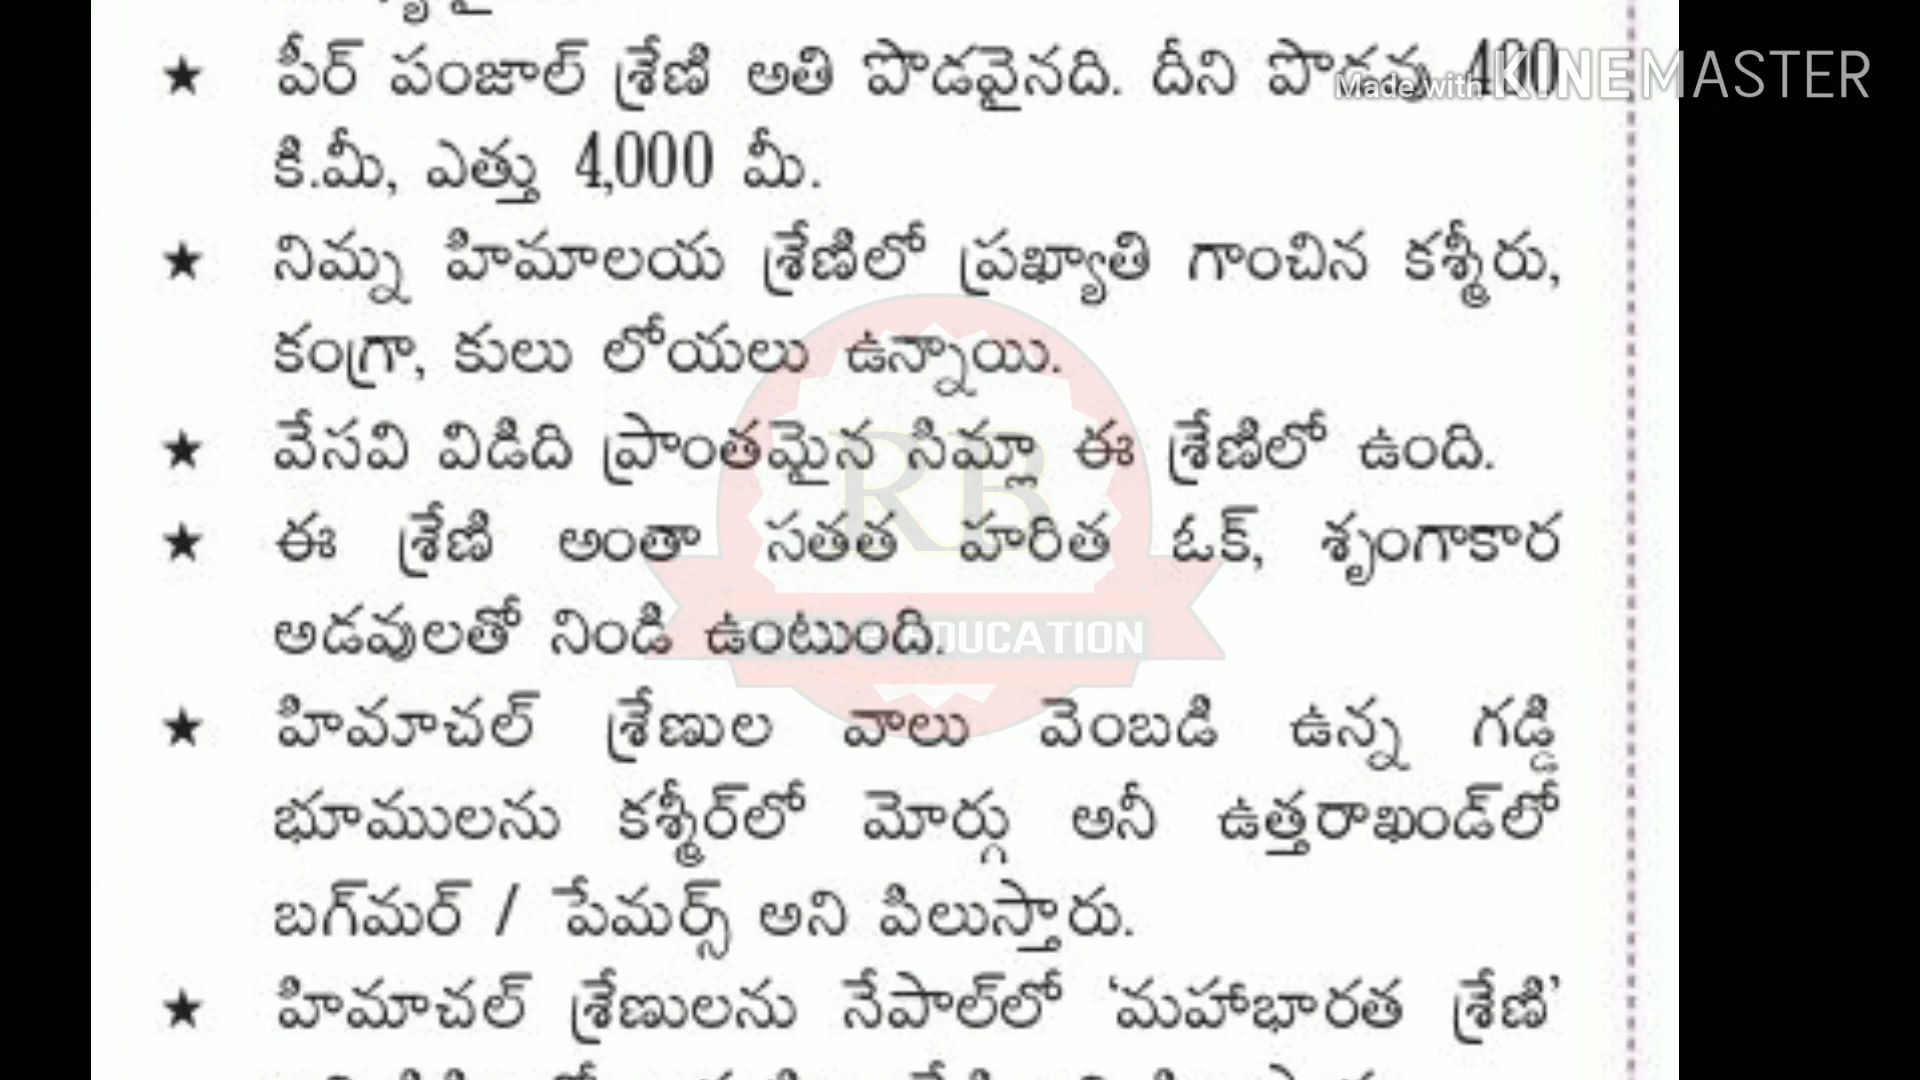 ★ పీర్ పంజాల్ శ్రేణి అతి పొడవైనది. దీని పొడవు
Made with KINEMASTER
కి.మీ, ఎత్తు 4,000 మీ.
★ నిమ్న హిమాలయ శ్రేణిలో ప్రఖ్యాతి గాంచిన కశ్మీరు,
కంగ్రా, కులు లోయలు ఉన్నాయి.
★ వేసవి విడిది ప్రాంతమైన సిమ్లా ఈ శ్రేణిలో ఉంది.
RB
★ ఈ శ్రేణి అంతా సతత హరిత ఓక్, శృంగాకార
అడవులతో నిండి ఉంటుంది.
EDUCATION
★ హిమాచల్ శ్రేణుల వాలు వెంబడి ఉన్న గడ్డి
భూములను కశ్మీర్‌లో మోర్గు అనీ ఉత్తరాఖండ్‌లో
బగ్‌మర్ / పేమర్స్ అని పిలుస్తారు.
★ హిమాచల్ శ్రేణులను నేపాల్‌లో ‘మహాభారత శ్రేణి’